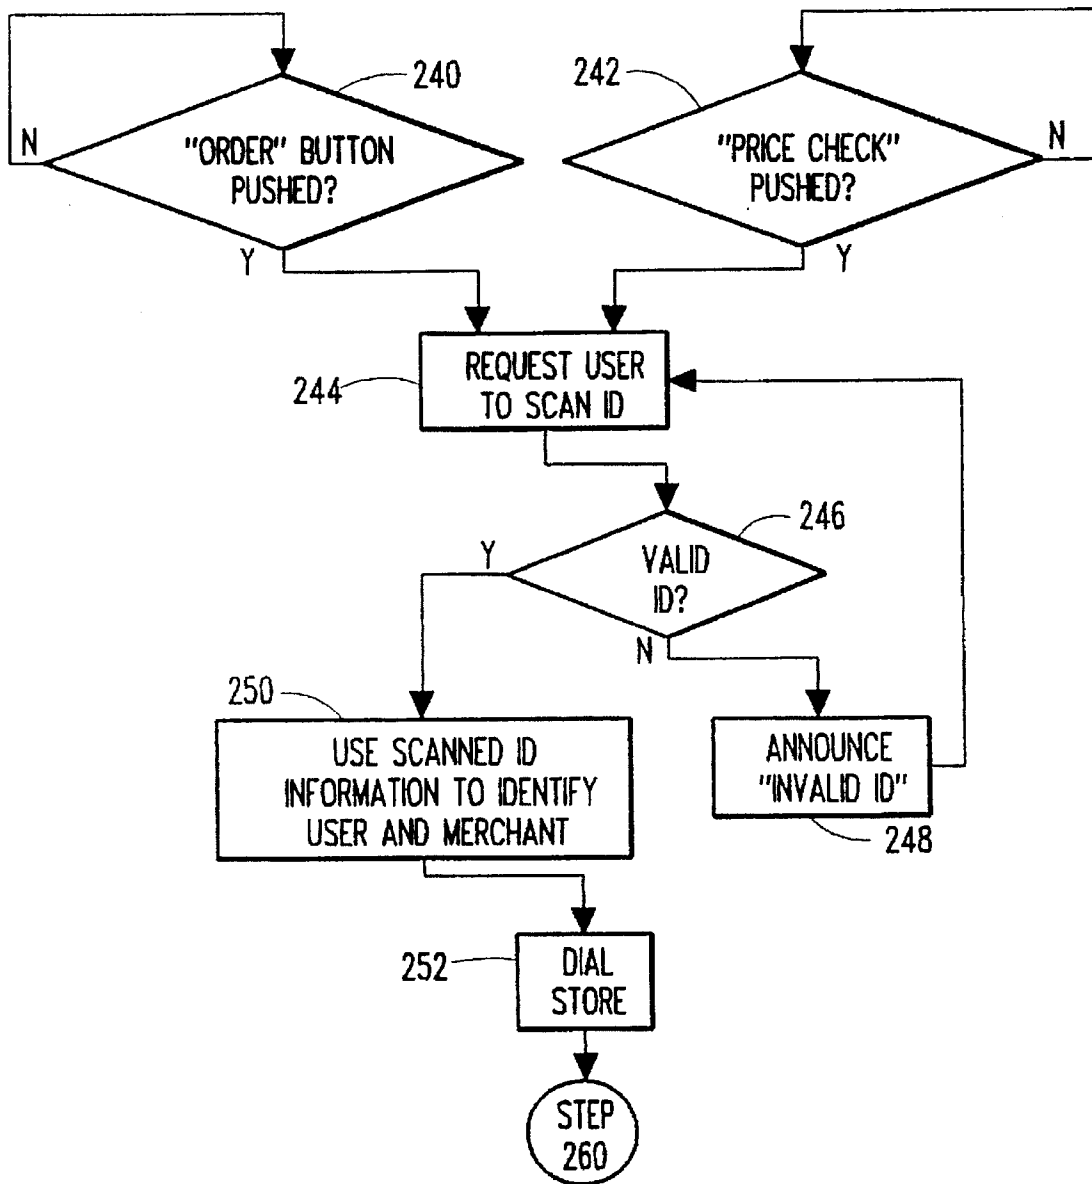 240
242
N
"ORDER" BUTTON
PUSHED?
"PRICE CHECK"
PUSHED?
N
Y
Y
REQUEST USER
TO SCAN ID
244
246
VALID
ID?
Y
N
250
USE SCANNED ID
INFORMATION TO IDENTIFY
USER AND MERCHANT
ANNOUNCE
"INVALID ID"
248
252
DIAL
STORE
STEP
260